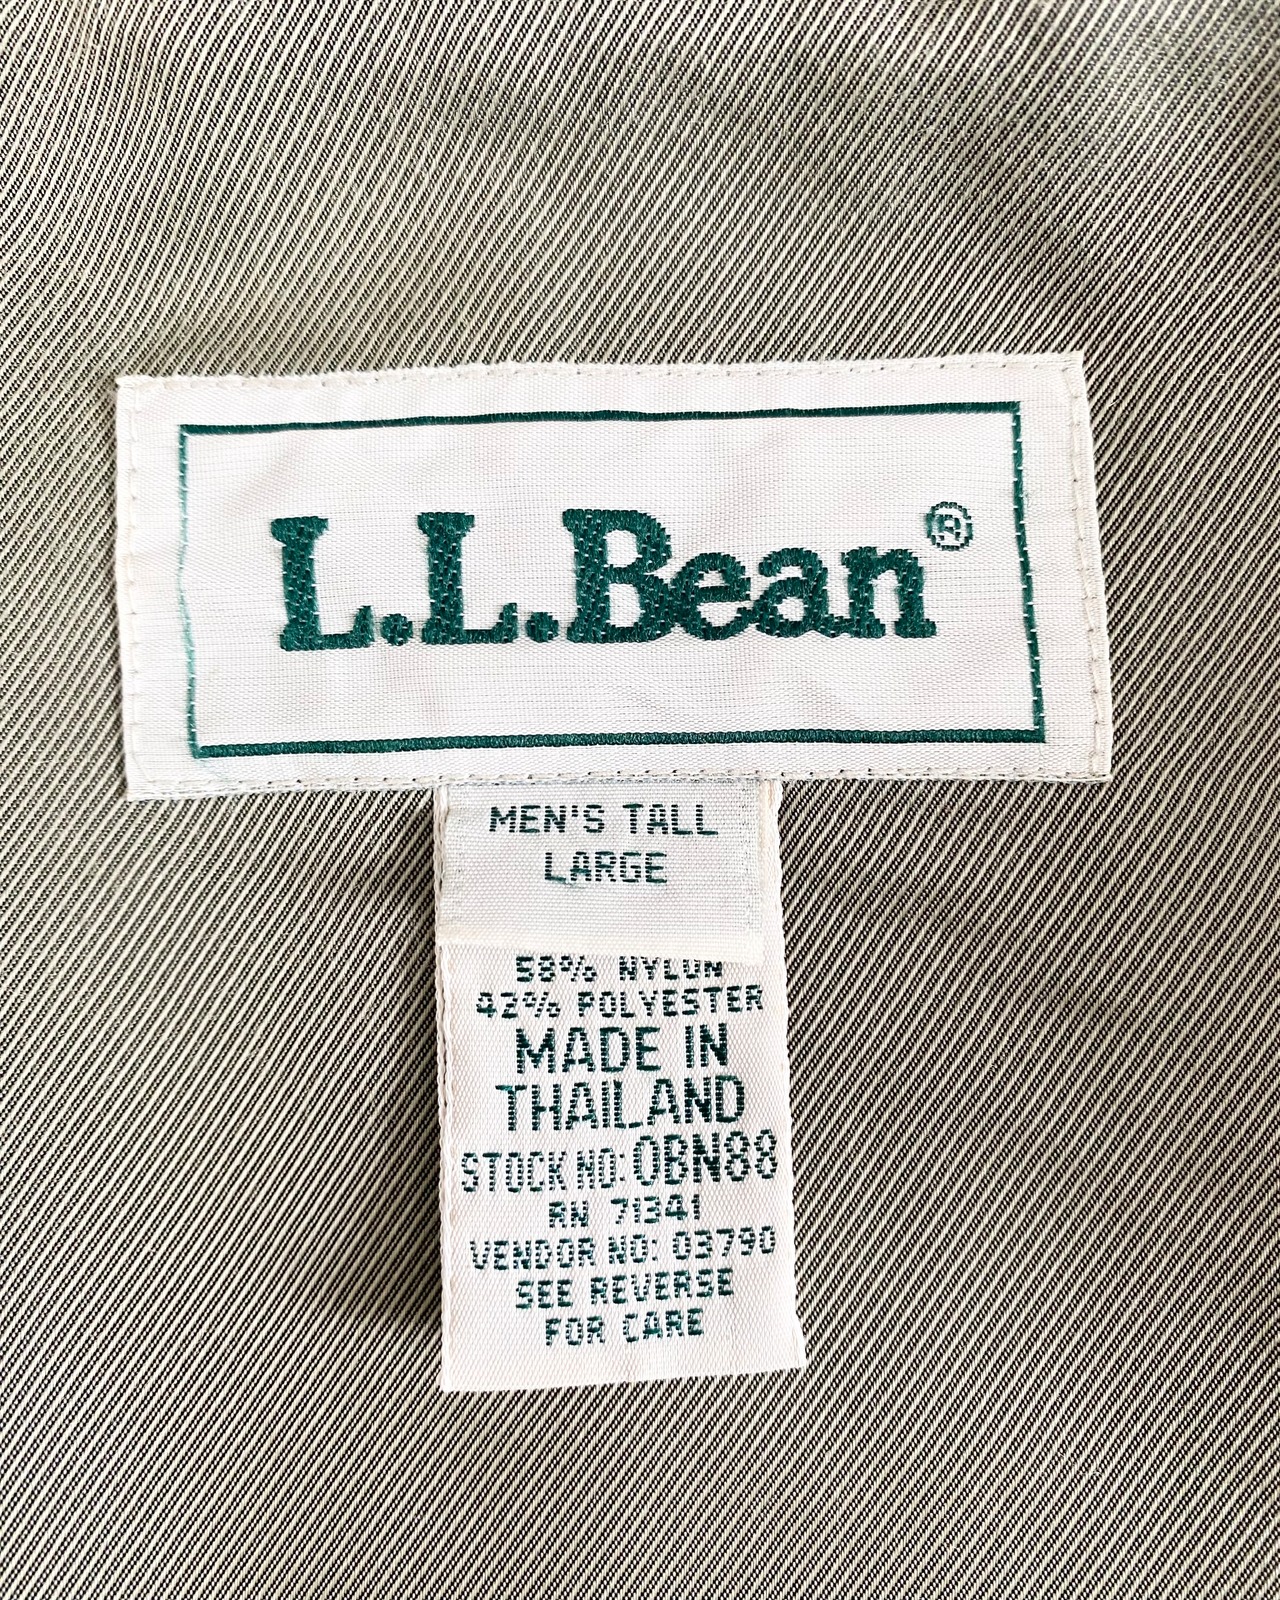 L.L.Bean®
MEN'S TALL
LARGE
58% NYLON
42% POLYESTER
MADE IN
THAILAND
STOCK NO: 0BN88
RN 71341
VENDOR NO: 03790
SEE REVERSE
FOR CARE